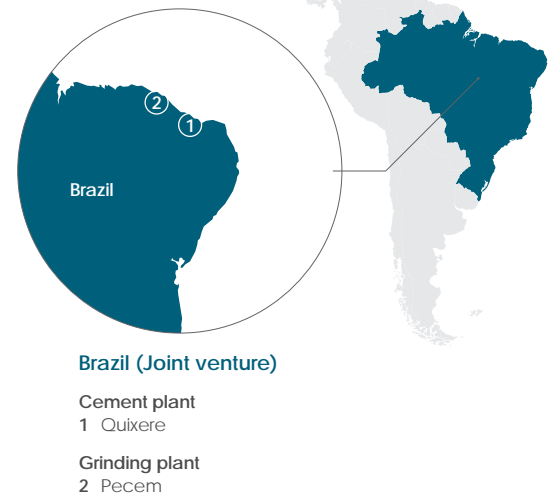 2
1
Brazil
Brazil (Joint venture)
Cement plant
1 Quixere
Grinding plant
2 Pecem